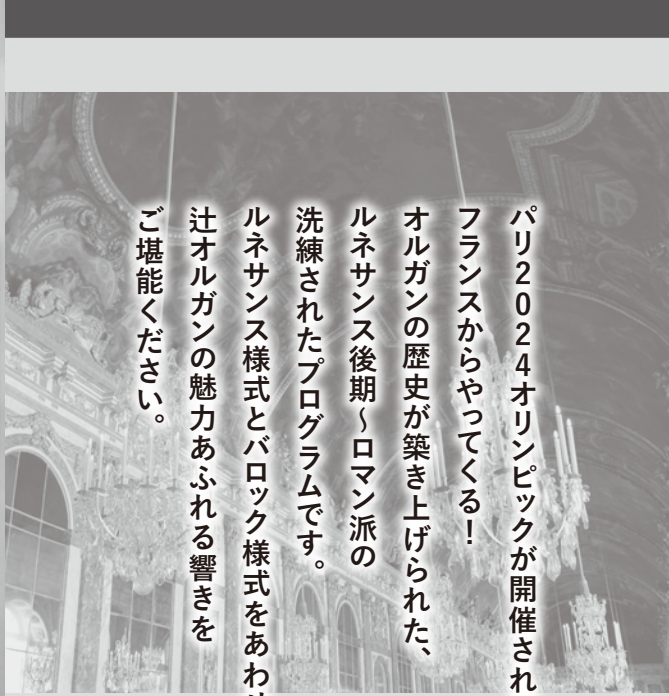 パリ2024オリンピックが開催され
フランスからやってくる！
オルガンの歴史が築き上げられた、
ルネサンス後期～ロマン派の
洗練されたプログラムです。
ルネサンス様式とバロック様式をあわ
辻オルガンの魅力あふれる響きを
ご堪能ください。